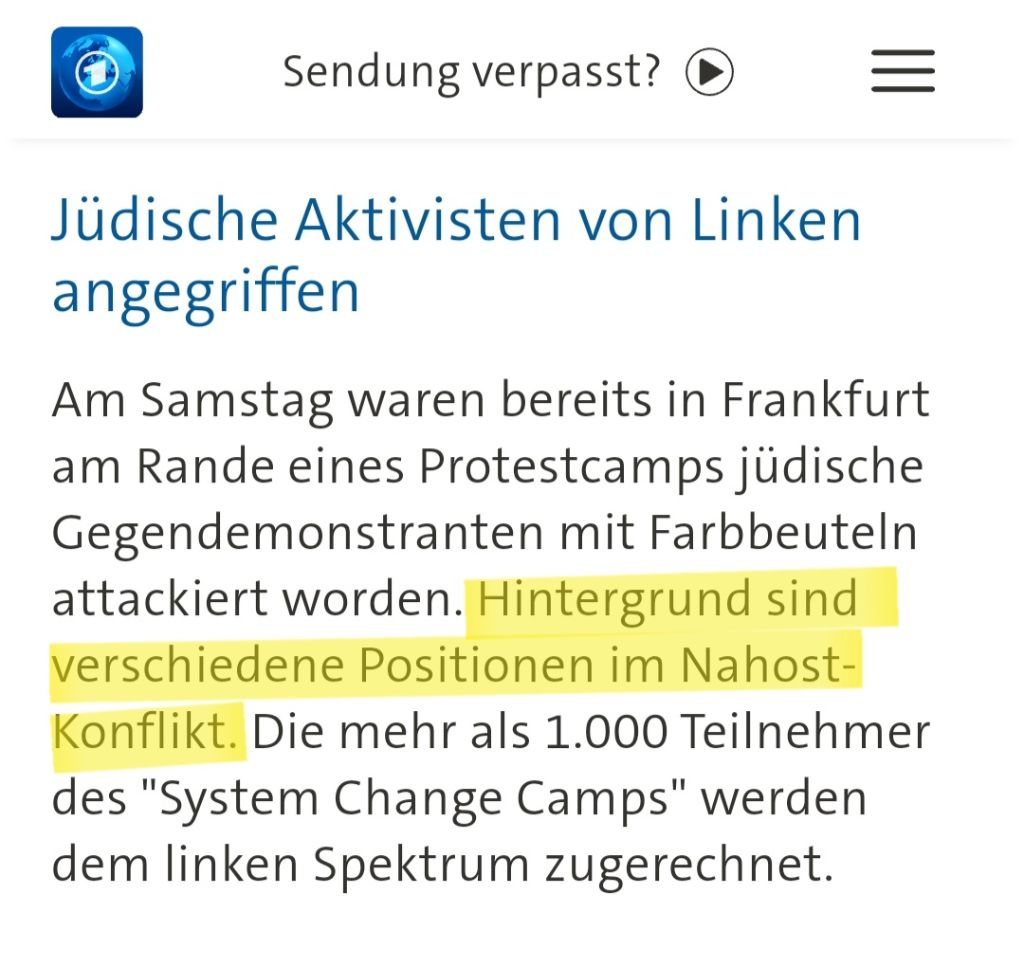 Sendung verpasst?
Jüdische Aktivisten von Linken
angegriffen
Am Samstag waren bereits in Frankfurt
am Rande eines Protestcamps jüdische
Gegendemonstranten mit Farbbeuteln
attackiert worden. Hintergrund sind
verschiedene Positionen im Nahost-
Konflikt. Die mehr als 1.000 Teilnehmer
des "System Change Camps" werden
dem linken Spektrum zugerechnet.